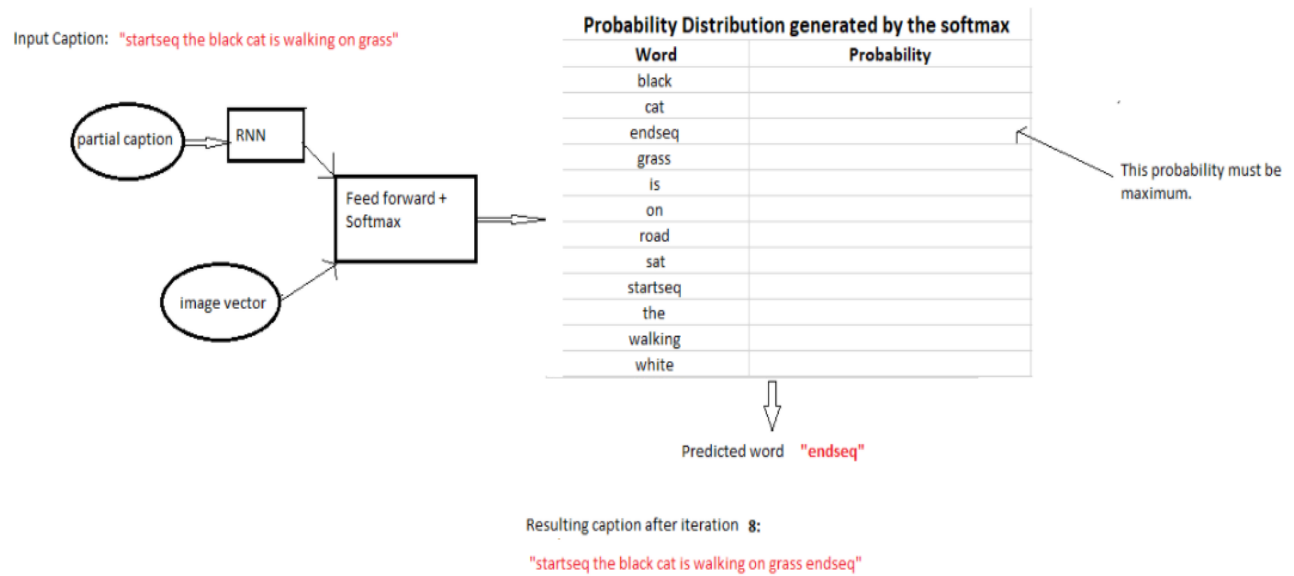 Input Caption: "startseq the black cat is walking on grass"
partial caption
RNN
image vector
Feed forward +
Softmax
Probability Distribution generated by the softmax
Word Probability
black
cat
endseq
grass
is
on
road
sat
startseq
the
walking
white
This probability must be
maximum.
Predicted word "endseq"
Resulting caption after iteration 8:
"startseq the black cat is walking on grass endseq"